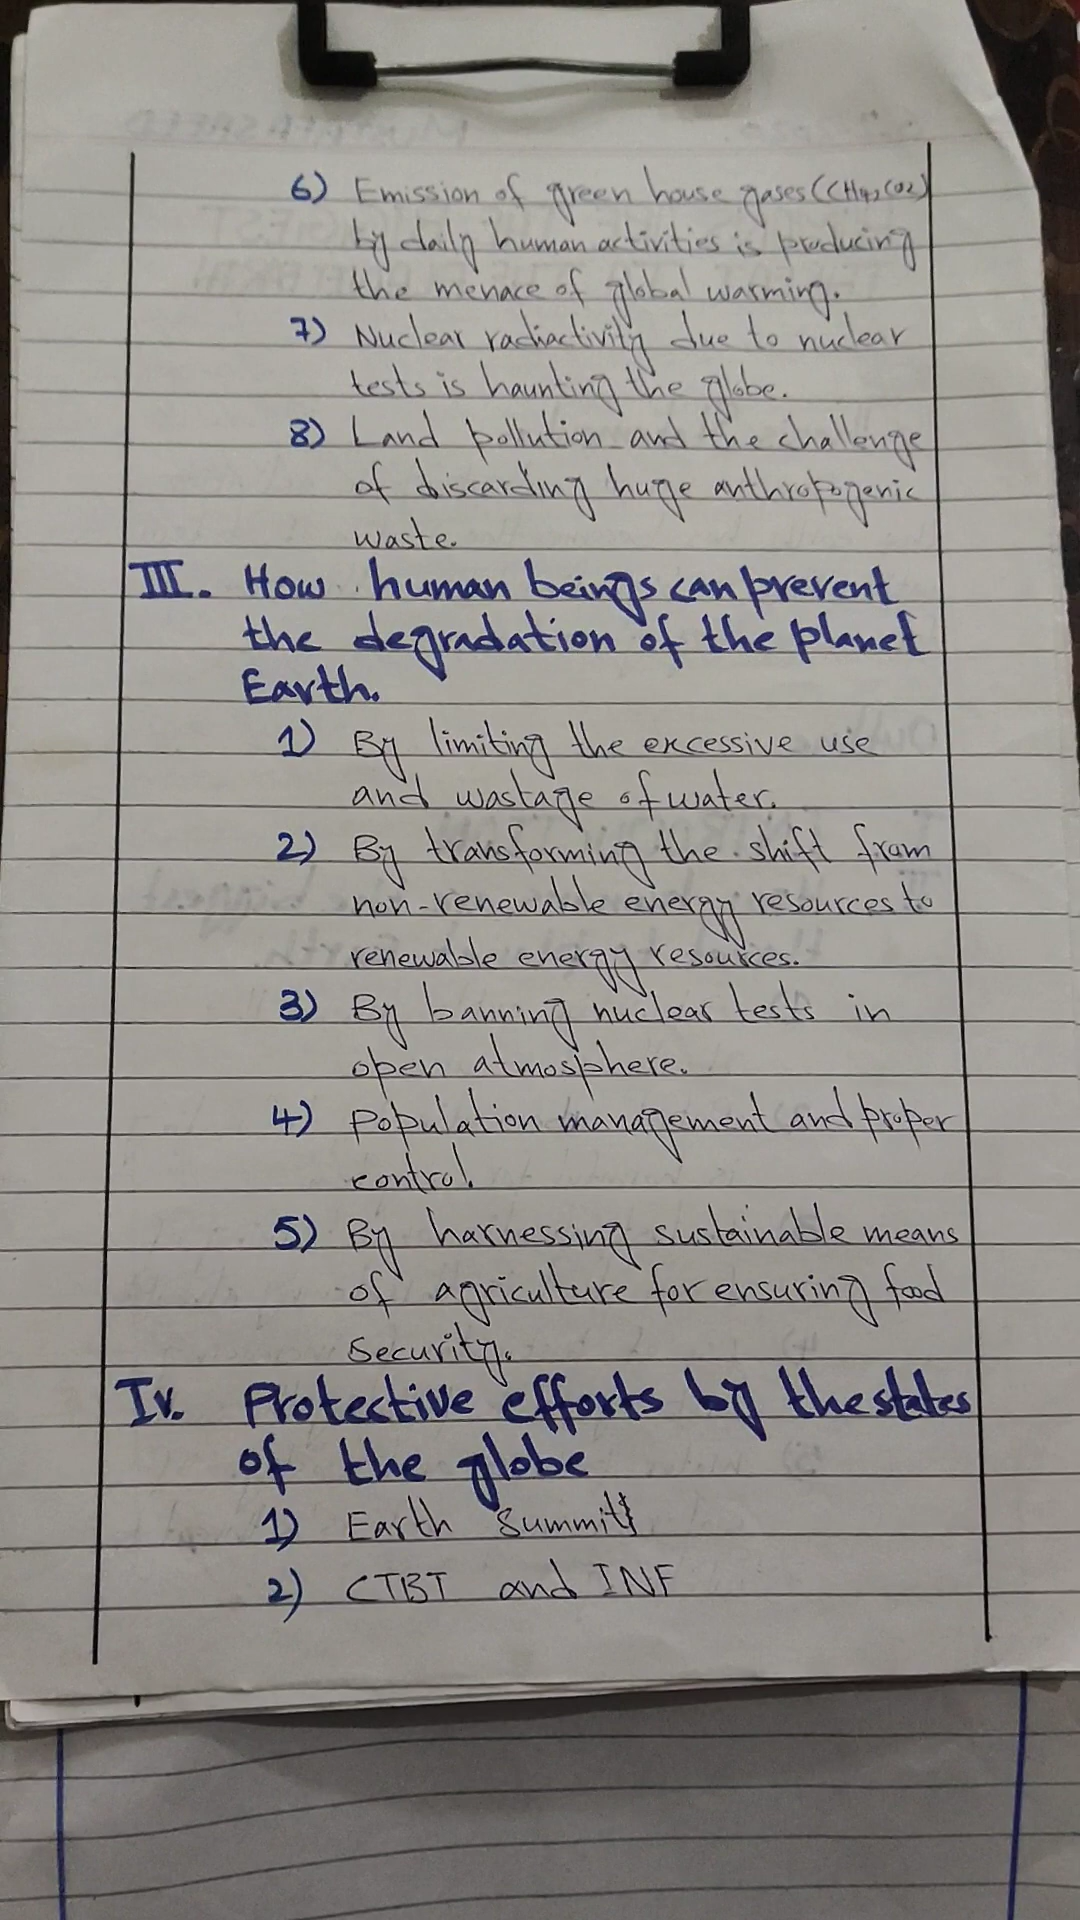 6) Emission of green house gases (CH4, CO2)
by daily human activities is producing
the menace of global warming.
7) Nuclear radiactivity due to nuclear
tests is haunting the globe.
8) Land pollution and the challenge
of discarding huge anthropogenic
waste.
III. How human beings can prevent
the degradation of the planet
Earth.
1) By limiting the excessive use
and wastage of water.
2) By transforming the shift from
non-renewable energy resources to
renewable energy resources.
3) By banning nuclear tests in
open atmosphere.
4) Population management and proper
control.
5) By harnessing sustainable means
of agriculture for ensuring food
security.
IV. Protective efforts by the states
of the globe
1) Earth Summit
2) CTBT and INF